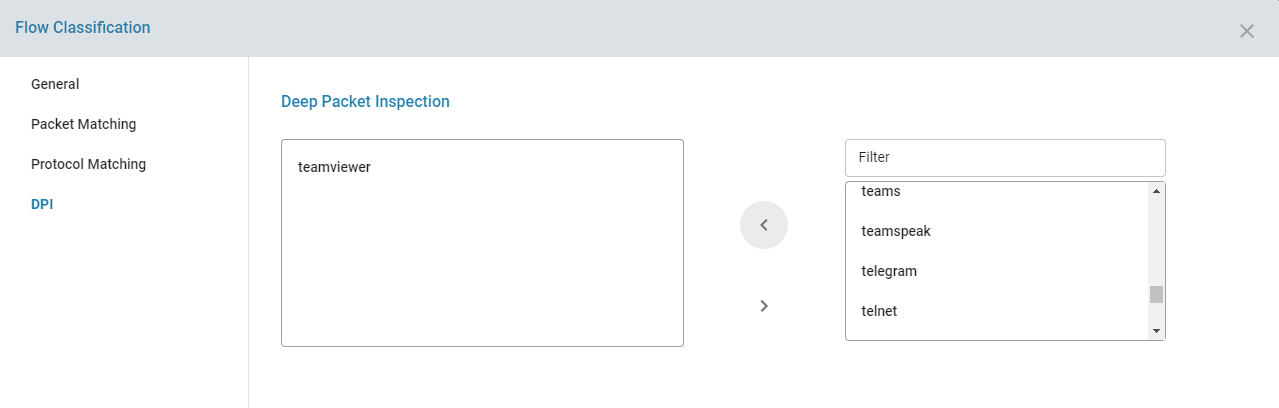 Flow Classification
General
Packet Matching
Protocol Matching
DPI
Deep Packet Inspection
teamviewer
Filter
teams
teamspeak
telegram
telnet